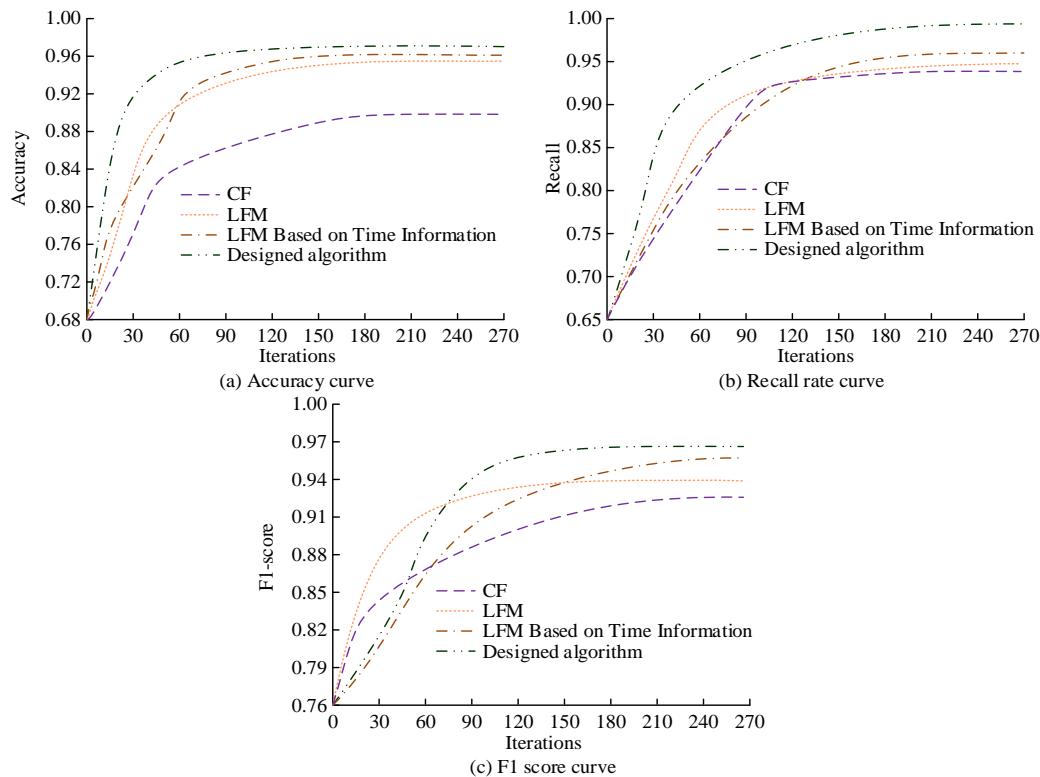 1.00
0.96
0.92
0.88
0.84
0.80
0.76
0.72
0.68
Accuracy
CF
LFM
LFM Based on Time Information
Designed algorithm
0 30 60 90 120 150 180 210 240 270
Iterations
(a) Accuracy curve
1.00
0.95
0.90
0.85
0.80
0.75
0.70
0.65
Recall
CF
LFM
LFM Based on Time Information
Designed algorithm
0 30 60 90 120 150 180 210 240 270
Iterations
(b) Recall rate curve
1.00
0.97
0.94
0.91
0.88
0.85
0.82
0.79
0.76
F1-score
CF
LFM
LFM Based on Time Information
Designed algorithm
0 30 60 90 120 150 180 210 240 270
Iterations
(c) F1 score curve